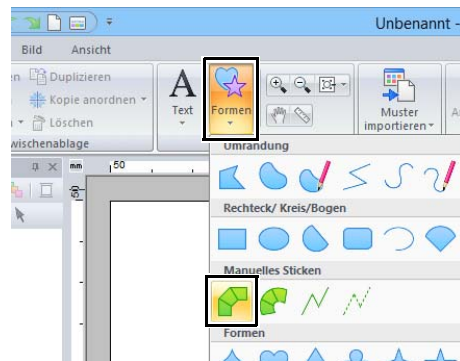 Unbenannt -
Bild Ansicht
Duplizieren
Kopie anordnen
Löschen
wischenablage
Text
Formen
Muster
importieren
50
mm
50
Umrandung
Rechteck/ Kreis/Bogen
Manuelles Sticken
Formen